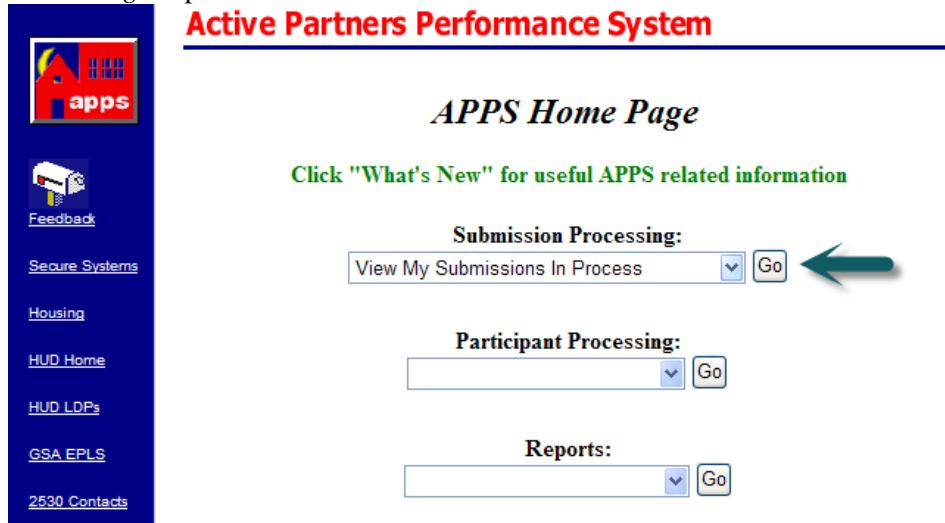 Active Partners Performance System
apps
APPS Home Page
Click "What's New" for useful APPS related information
Feedback
Secure Systems
Housing
HUD Home
HUD LDPs
GSA EPLS
2530 Contacts
Submission Processing:
View My Submissions In Process
Go
Participant Processing:
Go
Reports:
Go